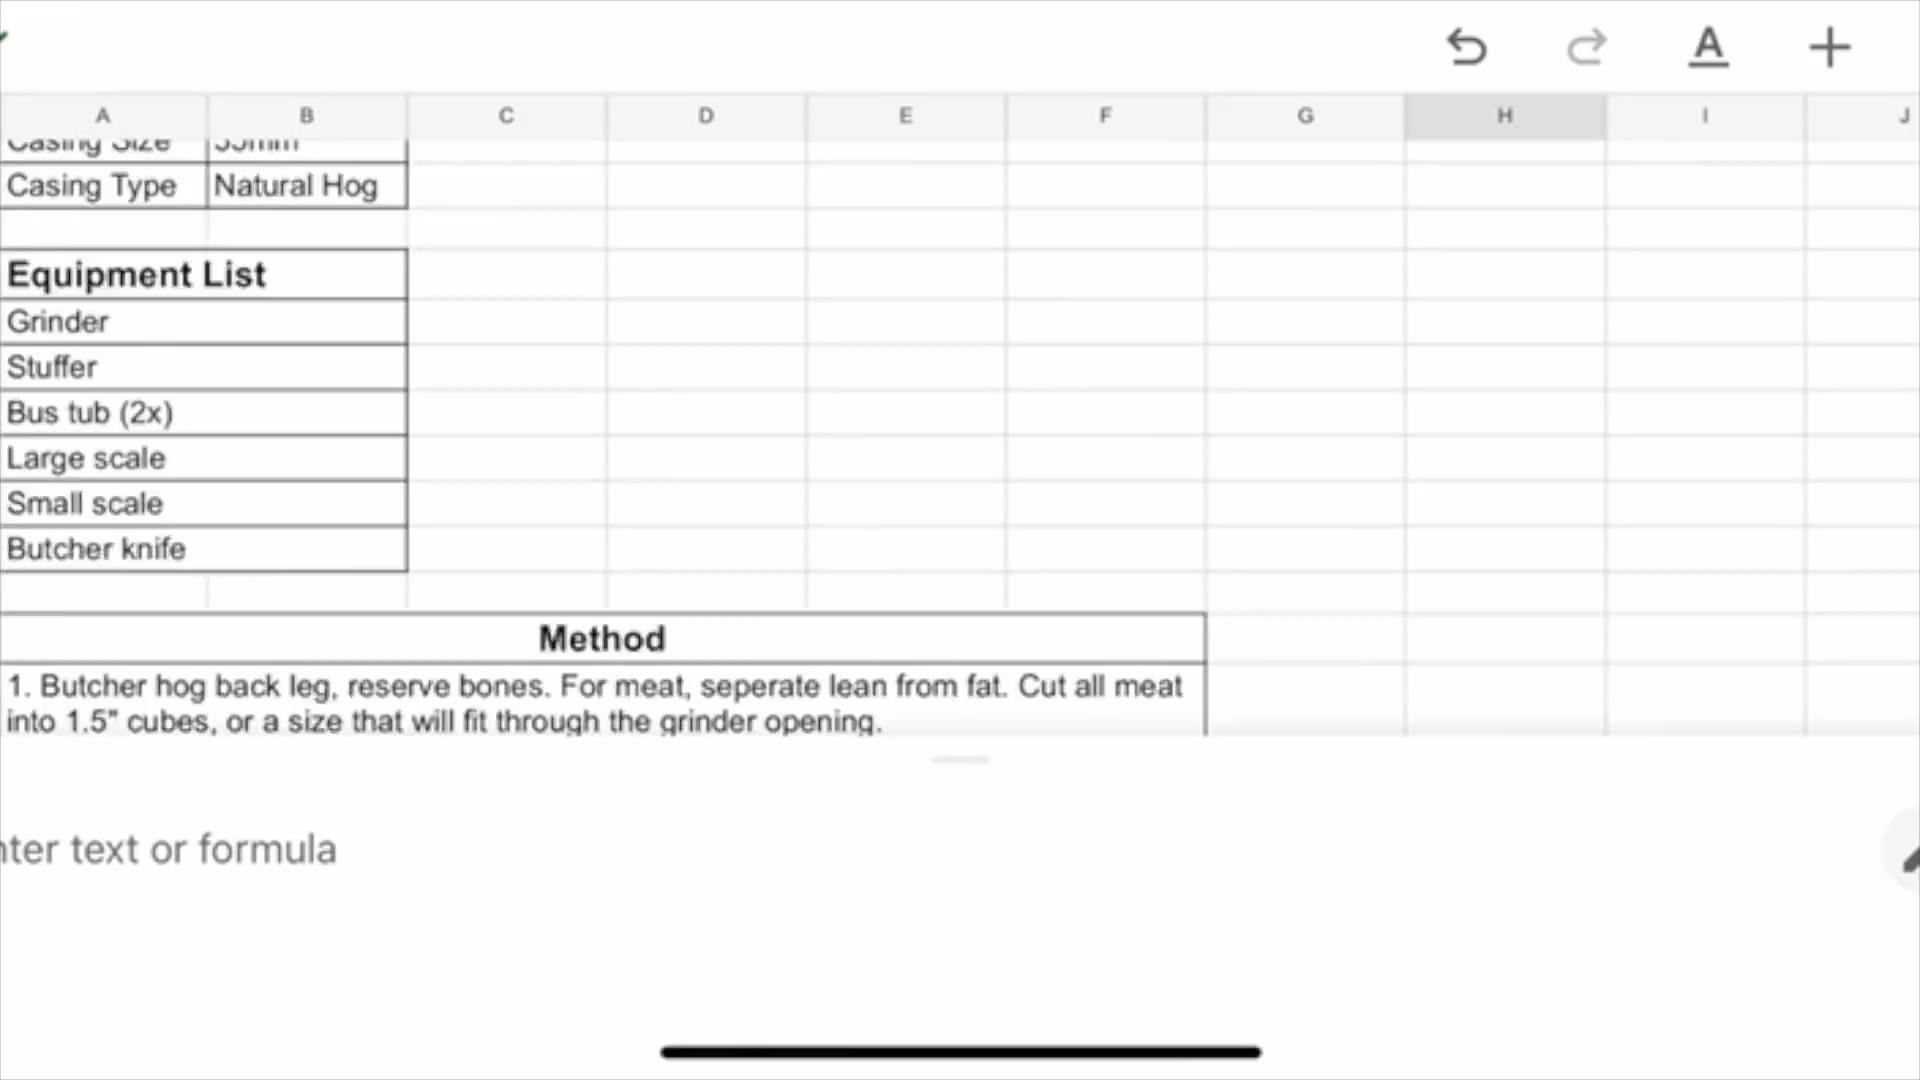 A B C D E F G H I J
Casing Size
Casing Type Natural Hog
Equipment List
Grinder
Stuffer
Bus tub (2x)
Large scale
Small scale
Butcher knife
Method
1. Butcher hog back leg, reserve bones. For meat, seperate lean from fat. Cut all meat
into 1.5" cubes, or a size that will fit through the grinder opening.
nter text or formula